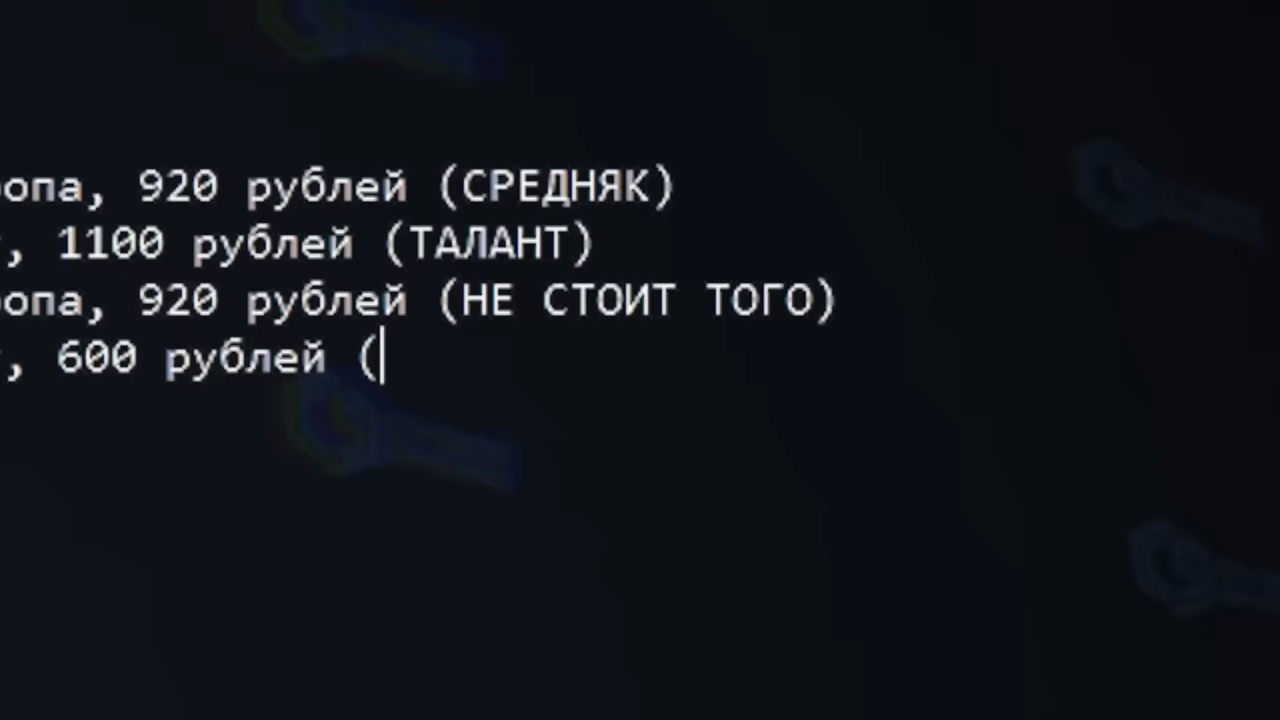 опа, 920 рублей (СРЕДНЯК)
, 1100 рублей (ТАЛАНТ)
опа, 920 рублей (НЕ СТОИТ ТОГО)
, 600 рублей (